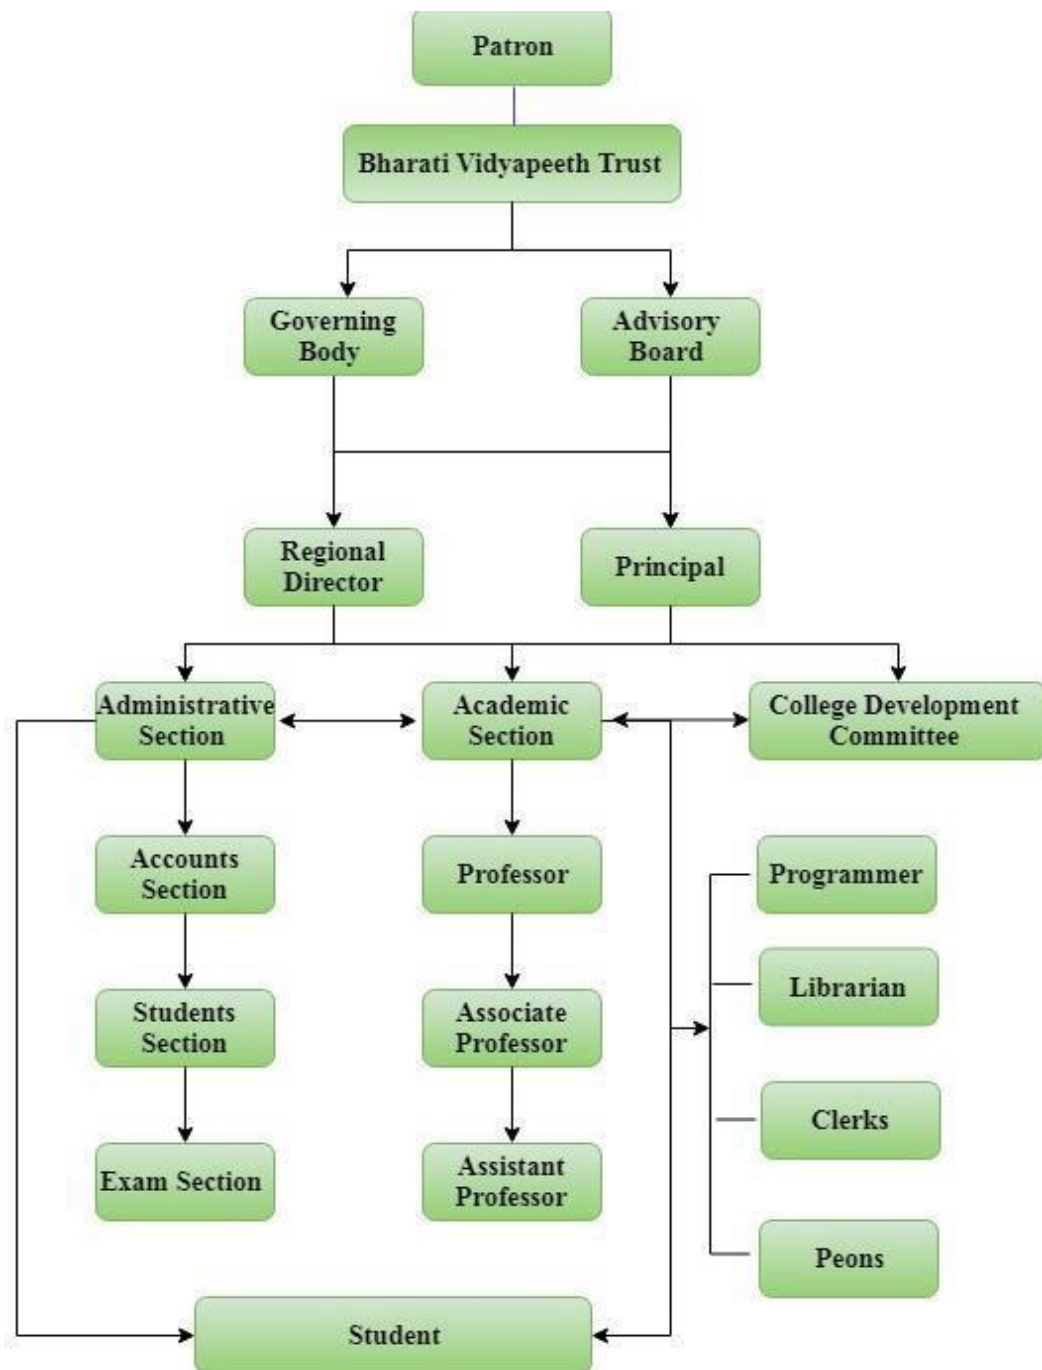 Patron
Bharati Vidyapeeth Trust
Governing
Body
Advisory
Board
Regional
Director
Principal
Administrative
Section
Academic
Section
College Development
Committee
Accounts
Section
Professor
Programmer
Students
Section
Associate
Professor
Librarian
Exam Section
Assistant
Professor
Clerks
Peons
Student